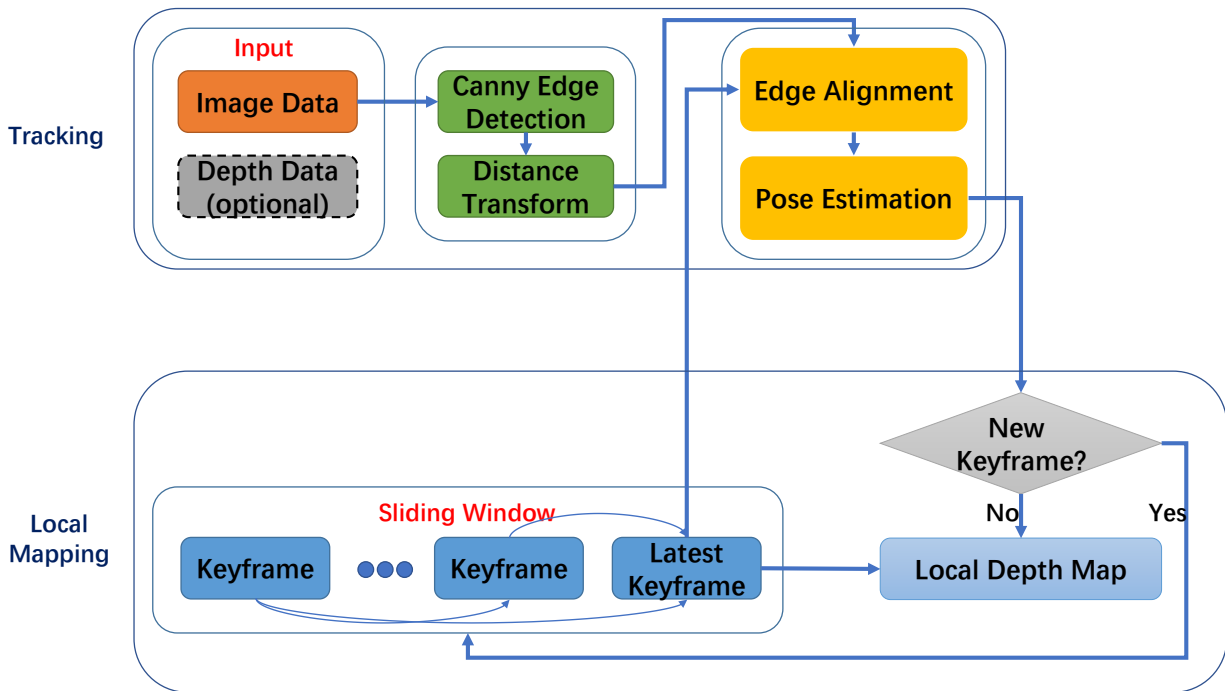 Tracking
Input
Image Data
Depth Data
(optional)
Canny Edge
Detection
Distance
Transform
Edge Alignment
Pose Estimation
Local
Mapping
Sliding Window
Keyframe
Keyframe
Latest
Keyframe
New
Keyframe?
No
Yes
Local Depth Map